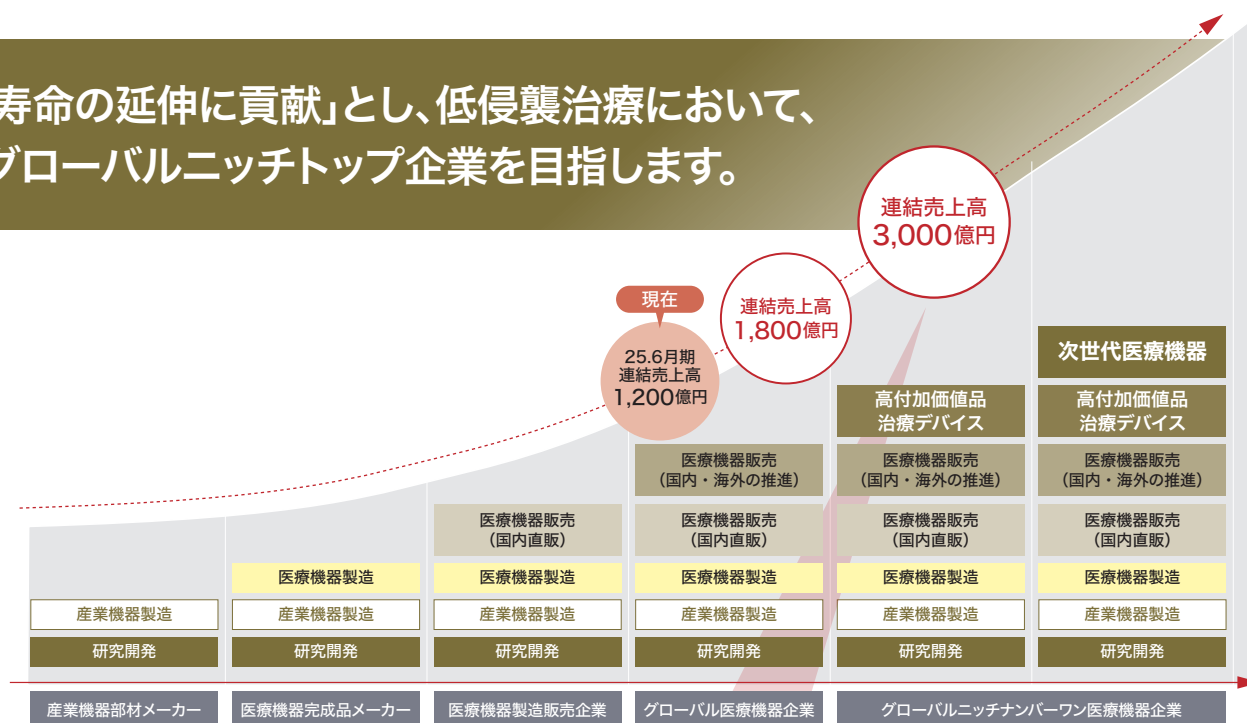 寿命の延伸に貢献」とし、低侵襲治療において、
グローバルニッチトップ企業を目指します。
連結売上高
3,000億円
現在
連結売上高
1,800億円
25.6月期
連結売上高
1,200億円
次世代医療機器
高付加価値品
治療デバイス
高付加価値品
治療デバイス
医療機器販売
(国内・海外の推進)
医療機器販売
(国内・海外の推進)
医療機器販売
(国内・海外の推進)
医療機器販売
(国内直販)
医療機器販売
(国内直販)
医療機器販売
(国内直販)
医療機器販売
(国内直販)
医療機器製造
医療機器製造
医療機器製造
医療機器製造
医療機器製造
産業機器製造
産業機器製造
産業機器製造
産業機器製造
産業機器製造
産業機器製造
研究開発
研究開発
研究開発
研究開発
研究開発
研究開発
産業機器部材メーカー
医療機器完成品メーカー
医療機器製造販売企業
グローバル医療機器企業
グローバルニッチナンバーワン医療機器企業